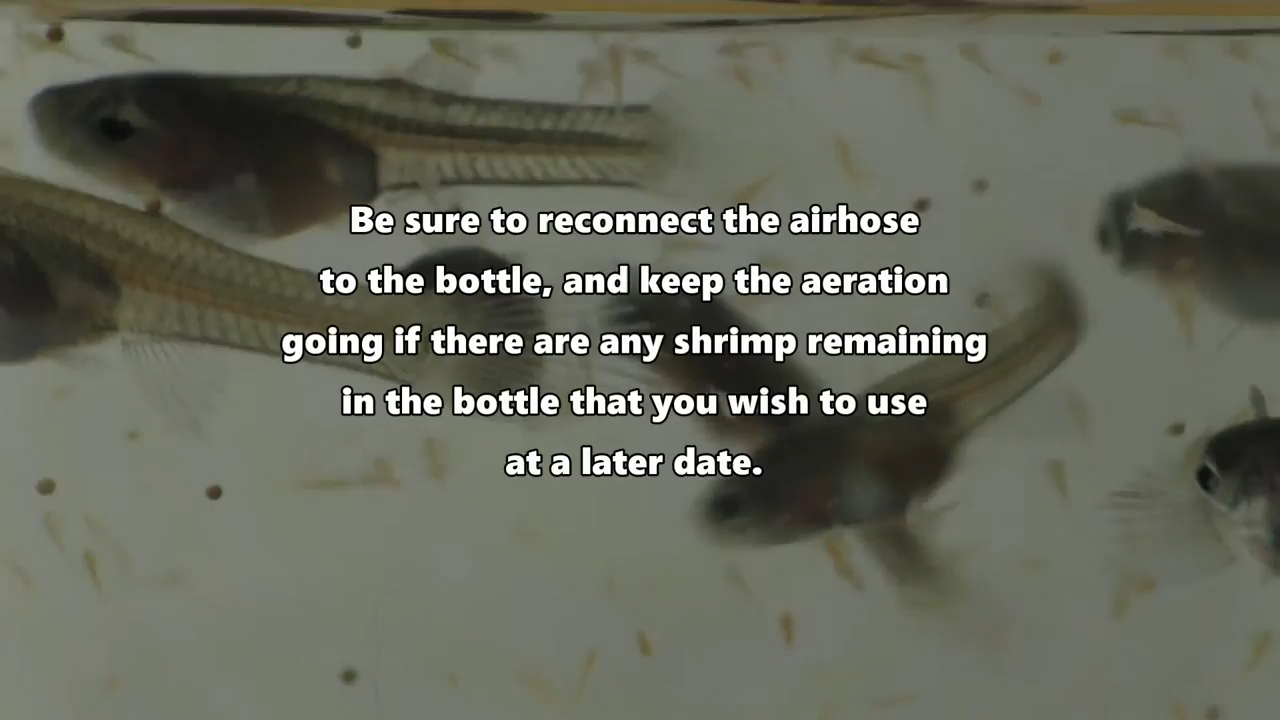 Be sure to reconnect the airhose
to the bottle, and keep the aeration
going if there are any shrimp remaining
in the bottle that you wish to use
at a later date.